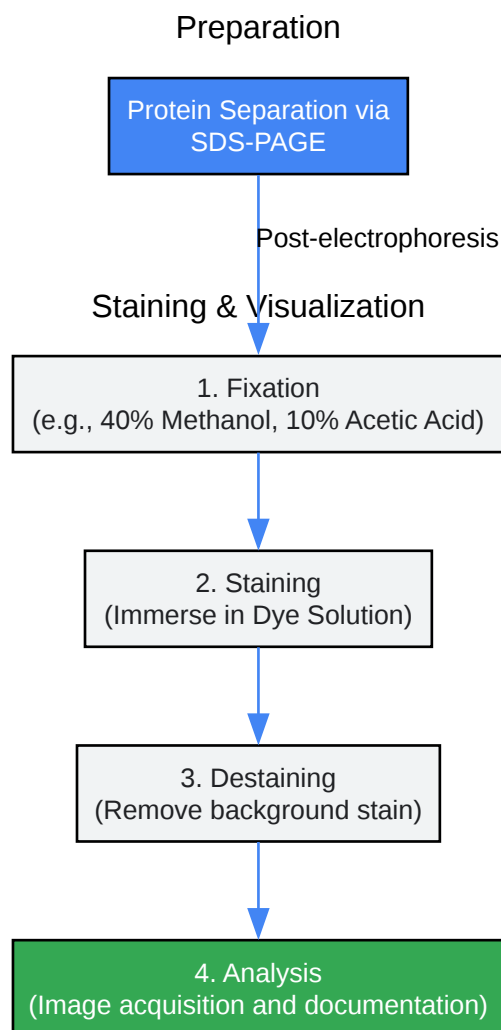 Preparation
Protein Separation via
SDS-PAGE
Post-electrophoresis
Staining & Visualization
1. Fixation
(e.g., 40% Methanol, 10% Acetic Acid)
2. Staining
(Immerse in Dye Solution)
3. Destaining
(Remove background stain)
4. Analysis
(Image acquisition and documentation)